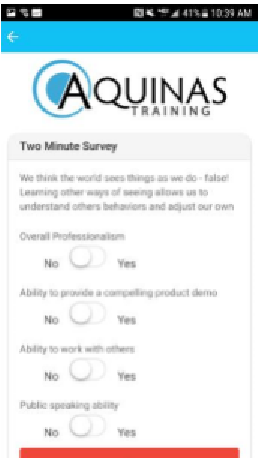 41% 10:39 AM
AQUINAS
TRAINING
Two Minute Survey
We think the world sees things as we do - false!
Learning other ways of seeing allows us to
understand others behaviors and adjust our own
Overall Professionalism
No Yes
Ability to provide a compelling product demo
No Yes
Ability to work with others
No Yes
Public speaking ability
No Yes